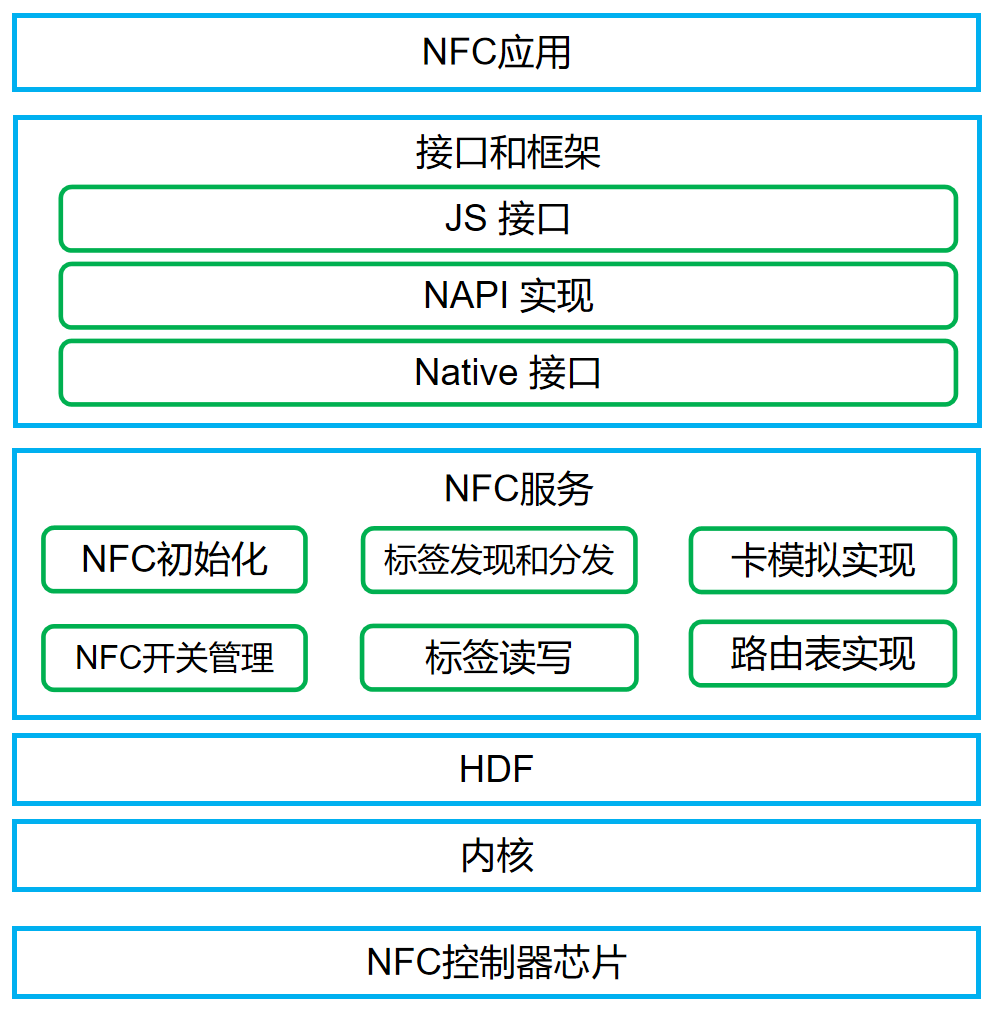 NFC应用
接口和框架
JS 接口
NAPI 实现
Native 接口
NFC服务
NFC初始化
标签发现和分发
卡模拟实现
NFC开关管理
标签读写
路由表实现
HDF
内核
NFC控制器芯片